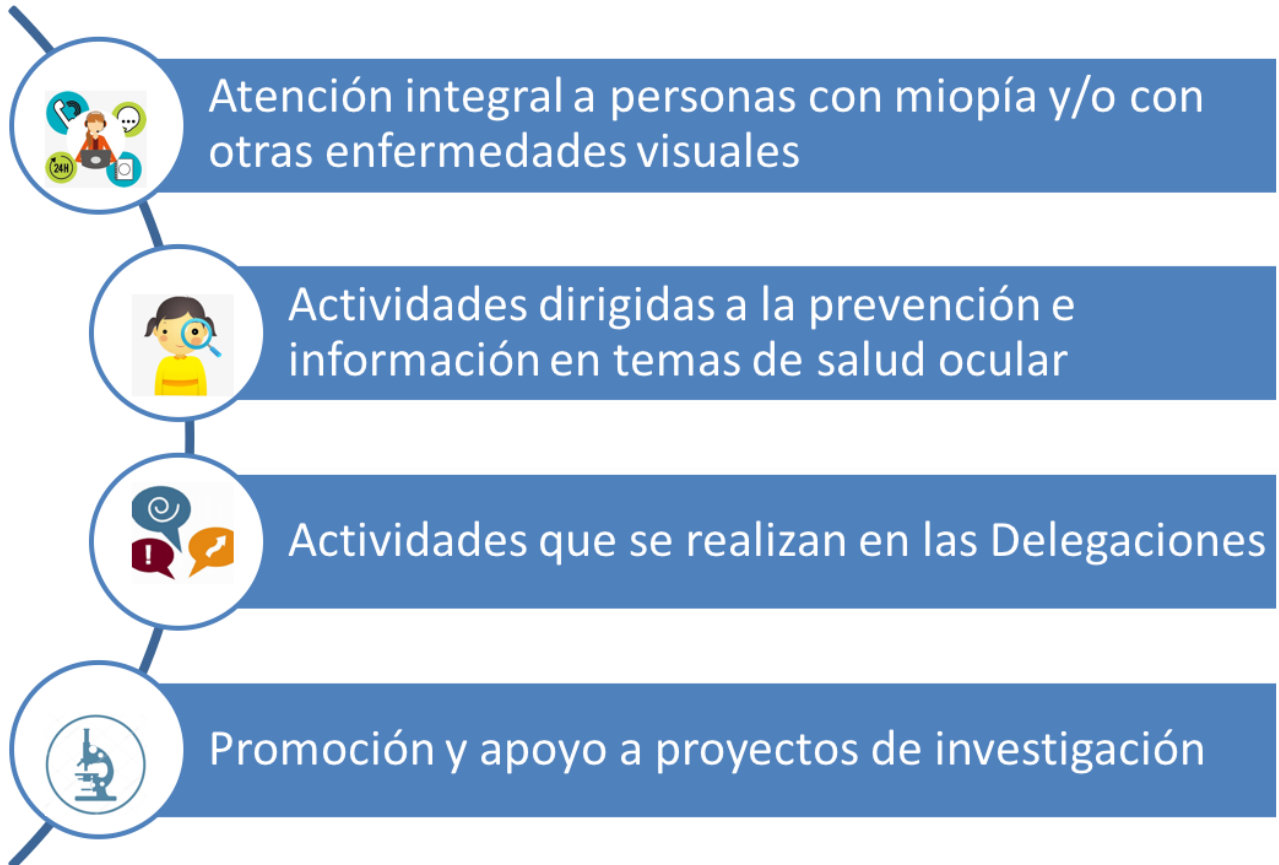 Atención integral a personas con miopía y/o con
otras enfermedades visuales
24H
Actividades dirigidas a la prevención e
información en temas de salud ocular
!
Actividades que se realizan en las Delegaciones
Promoción y apoyo a proyectos de investigación